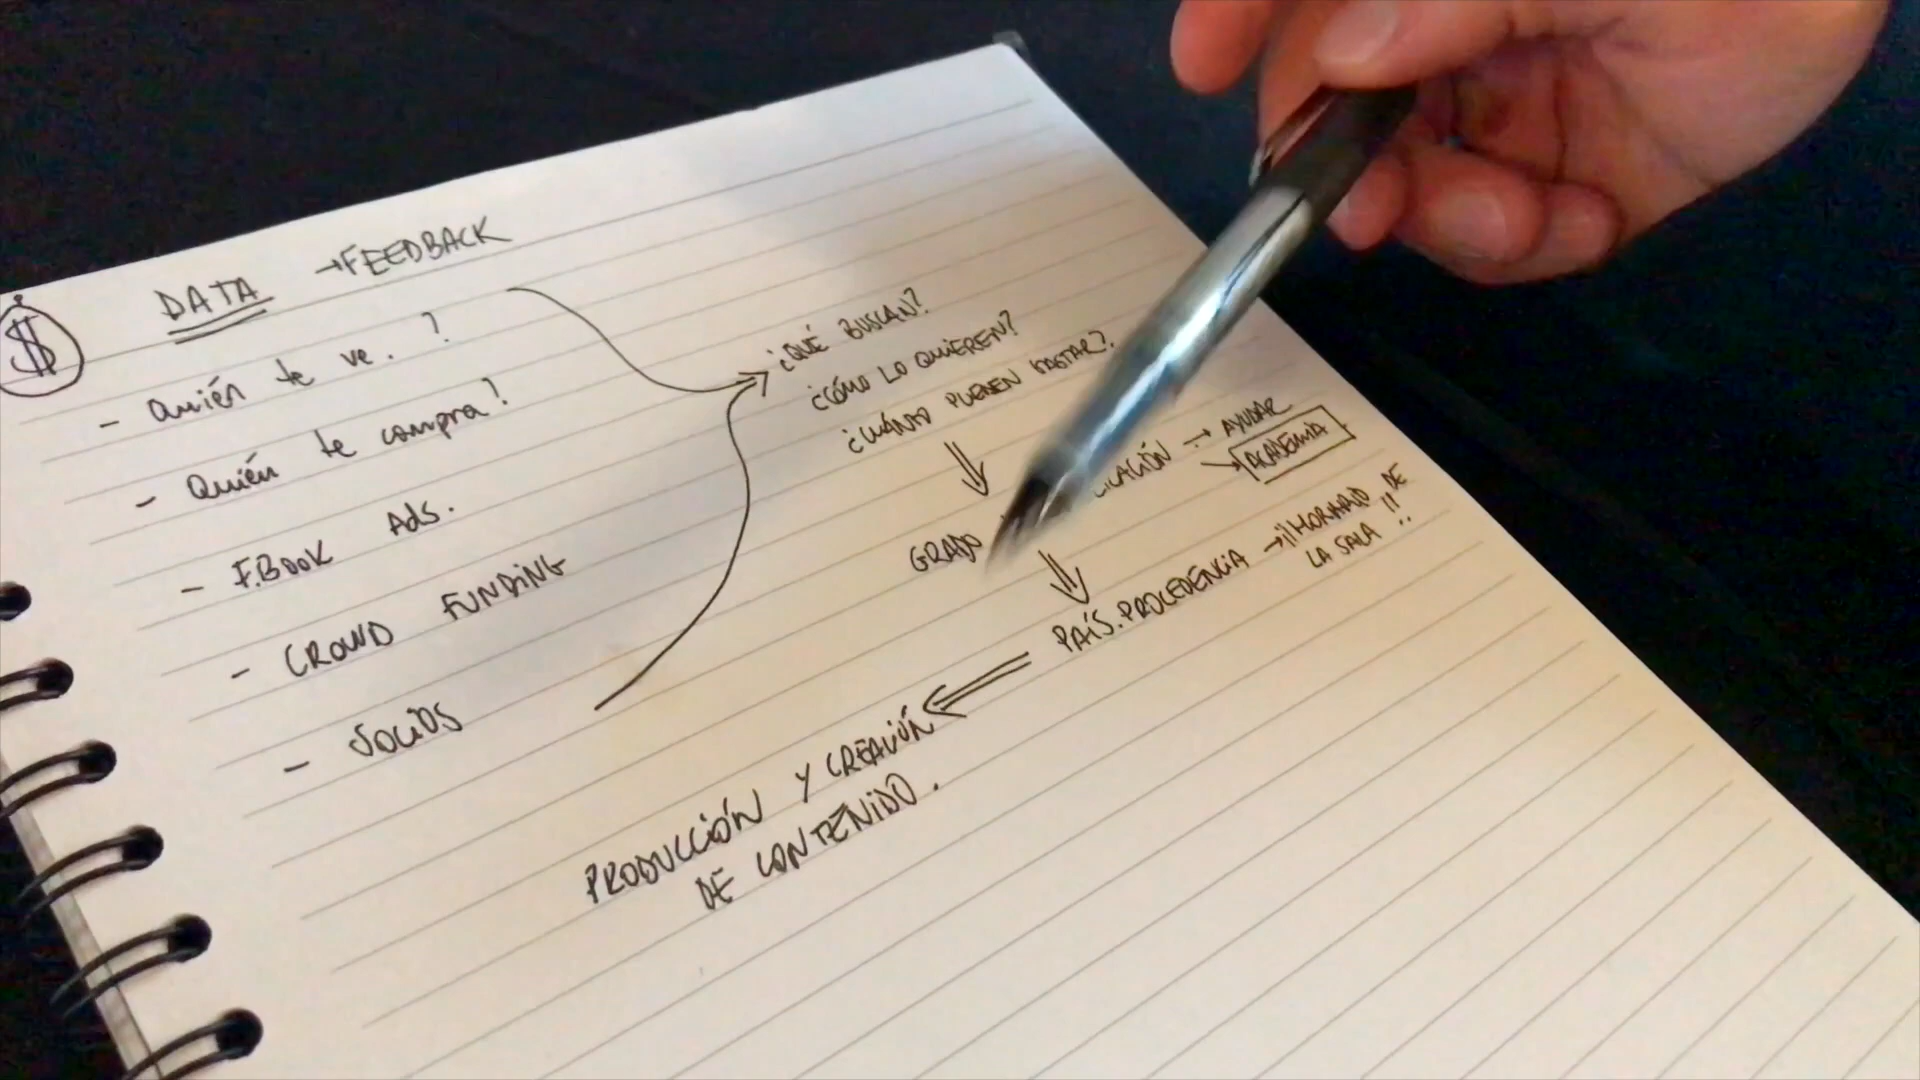 $ DATA →FEEDBACK
- Quién te ve. ?
- Quién te compra?
- F.BOOK Ads.
- CROWD FUNDING
- SOCIOS
¿QUÉ BUSCAN?
¿CÓMO LO QUIEREN?
¿CUÁNTO PUEDEN GASTAR?
GRADO
→ AYUDAR
→ ACADEMIA
PAÍS.PROCEDENCIA → ¡¡HORARIO DE
LA SALA!!
PRODUCCIÓN Y CREACIÓN
DE CONTENIDO.